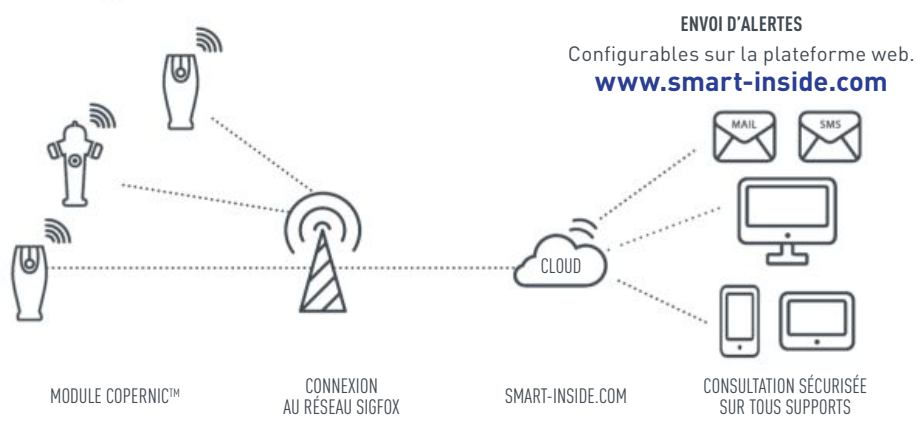 ENVOI D'ALERTES
Configurables sur la plateforme web.
www.smart-inside.com
MAIL
SMS
CLOUD
MODULE COPERNIC™
CONNEXION
AU RÉSEAU SIGFOX
SMART-INSIDE.COM
CONSULTATION SÉCURISÉE
SUR TOUS SUPPORTS